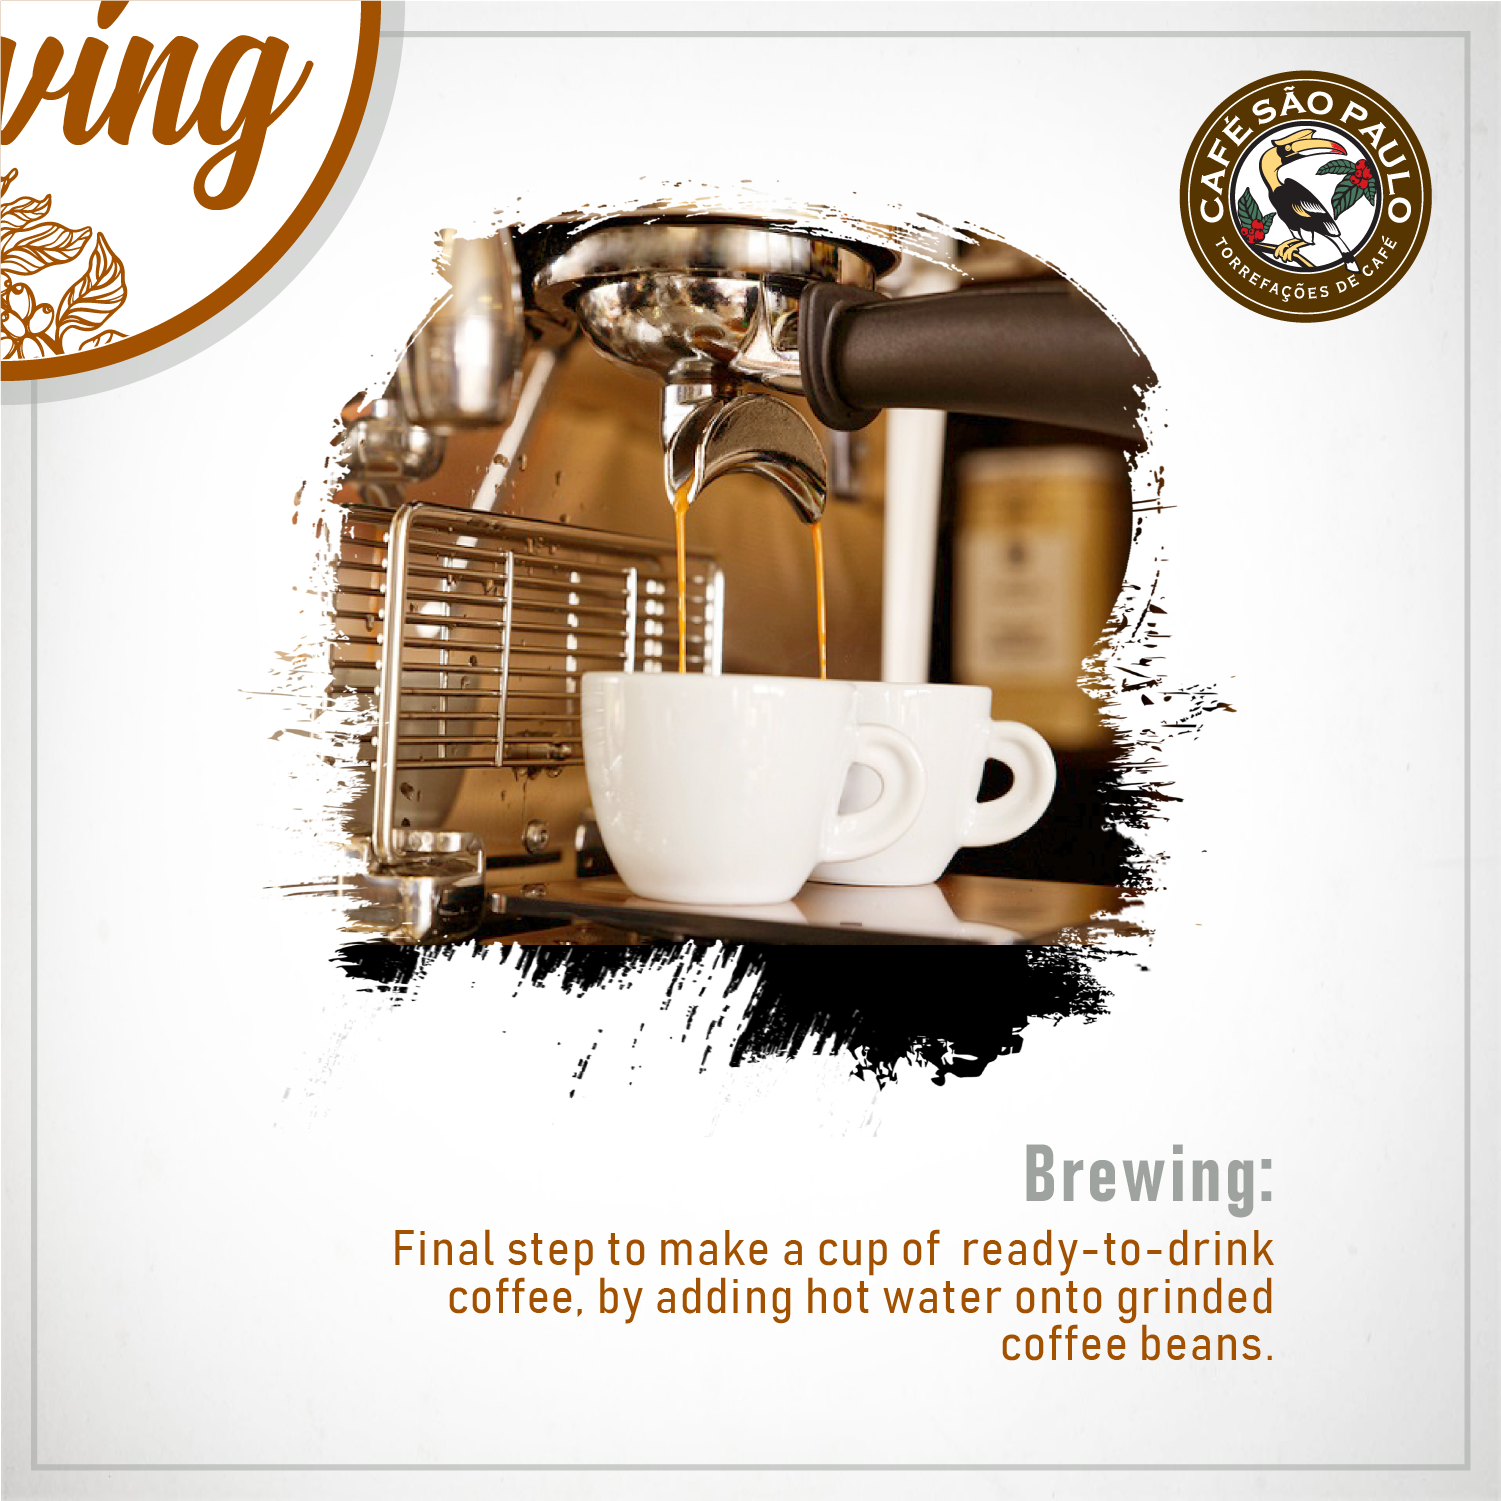 ving
CAFÉ SÃO PAULO
TORREFAÇÕES DE CAFÉ
Brewing:
Final step to make a cup of ready-to-drink
coffee, by adding hot water onto grinded
coffee beans.